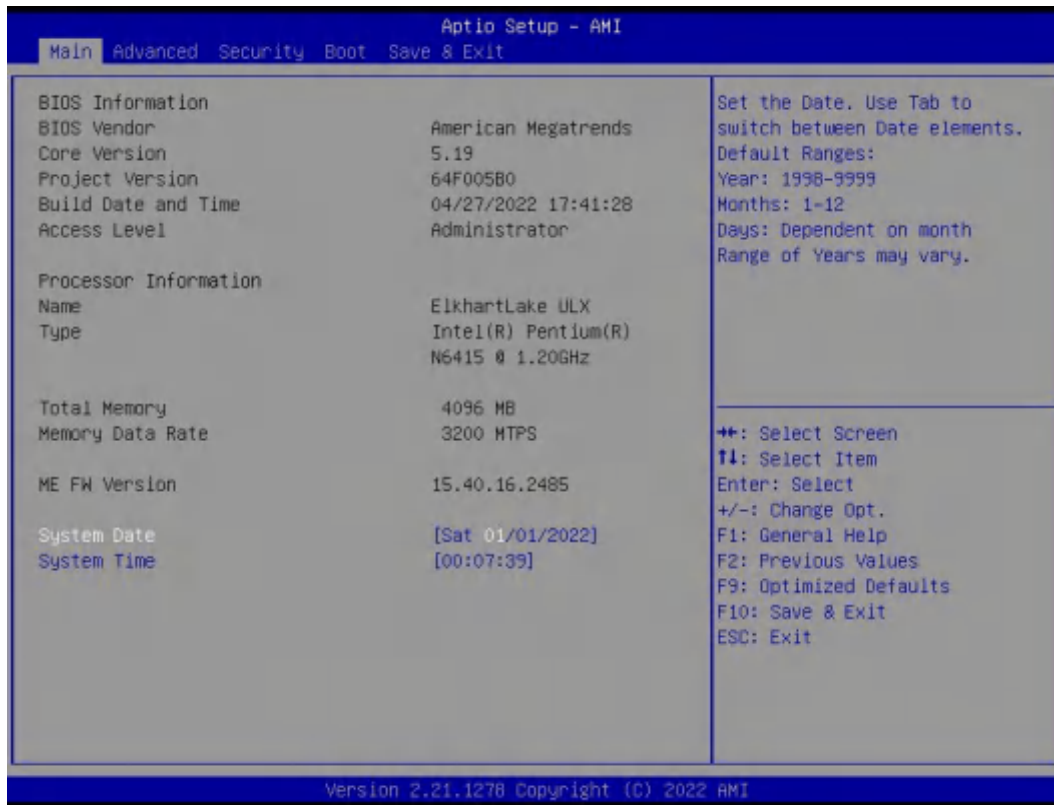 Aptio Setup - AMI
Main Advanced Security Boot Save & Exit
BIOS Information
BIOS Vendor American Megatrends
Core Version 5.19
Project Version 64F005B0
Build Date and Time 04/27/2022 17:41:28
Access Level Administrator
Processor Information
Name ElkhartLake ULX
Type Intel(R) Pentium(R)
N6415 @ 1.20GHz
Total Memory 4096 MB
Memory Data Rate 3200 MTPS
ME FW Version 15.40.16.2485
System Date [Sat 01/01/2022]
System Time [00:07:39]
Set the Date. Use Tab to
switch between Date elements.
Default Ranges:
Year: 1998-9999
Months: 1-12
Days: Dependent on month
Range of Years may vary.
→←: Select Screen
↑↓: Select Item
Enter: Select
+/-: Change Opt.
F1: General Help
F2: Previous Values
F9: Optimized Defaults
F10: Save & Exit
ESC: Exit
Version 2.21.1278 Copyright (C) 2022 AMI